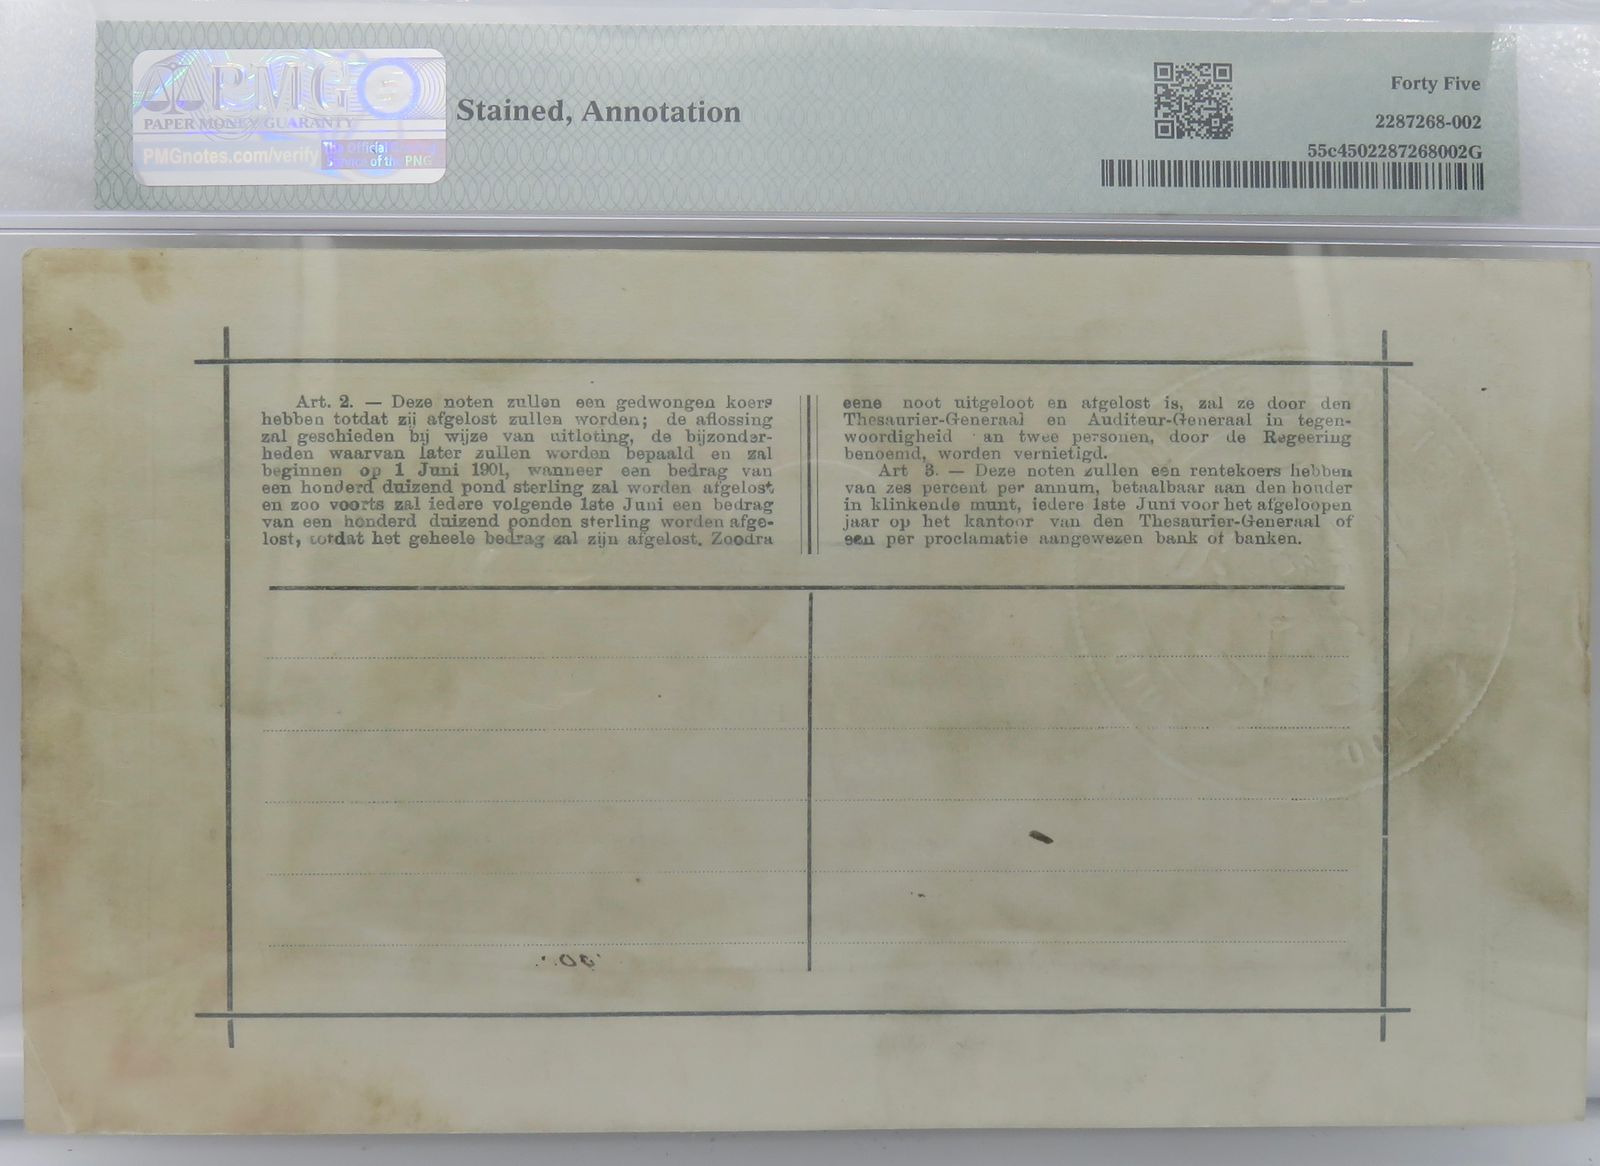 PMG
PAPER MONEY GUARANTY
PMGnotes.com/verify
The Official Grading
Service of the PNG
Stained, Annotation
Forty Five
2287268-002
55c4502287268002G
Art. 2. — Deze noten zullen een gedwongen koers
hebben totdat zij afgelost zullen worden; de aflossing
zal geschieden bij wijze van uitloting, de bijzonder-
heden waarvan later zullen worden bepaald en zal
beginnen op 1 Juni 1901, wanneer een bedrag van
een honderd duizend pond sterling zal worden afgelost
en zoo voorts zal iedere volgende 1ste Juni een bedrag
van een honderd duizend ponden sterling worden afge-
lost, totdat het geheele bedrag zal zijn afgelost. Zoodra
eene noot uitgeloot en afgelost is, zal ze door den
Thesaurier-Generaal en Auditeur-Generaal in tegen-
woordigheid an twee personen, door de Regeering
benoemd, worden vernietigd.
Art 3. — Deze noten zullen een rentekoers hebben
van zes percent per annum, betaalbaar aan den houder
in klinkende munt, iedere 1ste Juni voor het afgeloopen
jaar op het kantoor van den Thesaurier-Generaal of
een per proclamatie aangewezen bank of banken.